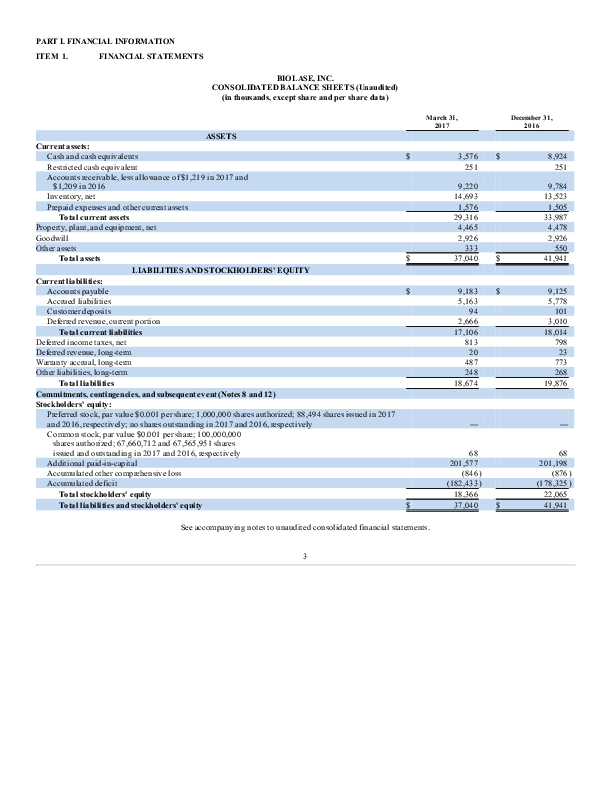 PART I. FINANCIAL INFORMATION
ITEM 1. FINANCIAL STATEMENTS
BIOLASE, INC.
CONSOLIDATED BALANCE SHEETS (Unaudited)
(in thousands, except share and per share data)
March 31, December 31,
2017 2016
ASSETS
Current assets:
Cash and cash equivalents $ 3,576 $ 8,924
Restricted cash equivalent 251 251
Accounts receivable, less allowance of $1,219 in 2017 and
$1,209 in 2016 9,220 9,784
Inventory, net 14,693 13,523
Prepaid expenses and other current assets 1,576 1,505
Total current assets 29,316 33,987
Property, plant, and equipment, net 4,465 4,478
Goodwill 2,926 2,926
Other assets 333 550
Total assets $ 37,040 $ 41,941
LIABILITIES AND STOCKHOLDERS' EQUITY
Current liabilities:
Accounts payable $ 9,183 $ 9,125
Accrued liabilities 5,163 5,778
Customer deposits 94 101
Deferred revenue, current portion 2,666 3,010
Total current liabilities 17,106 18,014
Deferred income taxes, net 813 798
Deferred revenue, long-term 20 23
Warranty accrual, long-term 487 773
Other liabilities, long-term 248 268
Total liabilities 18,674 19,876
Commitments, contingencies, and subsequent event (Notes 8 and 12)
Stockholders' equity:
Preferred stock, par value $0.001 per share; 1,000,000 shares authorized; 88,494 shares issued in 2017
and 2016, respectively; no shares outstanding in 2017 and 2016, respectively — —
Common stock, par value $0.001 per share; 100,000,000
shares authorized; 67,660,712 and 67,565,951 shares
issued and outstanding in 2017 and 2016, respectively 68 68
Additional paid-in-capital 201,577 201,198
Accumulated other comprehensive loss (846) (876)
Accumulated deficit (182,433) (178,325)
Total stockholders' equity 18,366 22,065
Total liabilities and stockholders' equity $ 37,040 $ 41,941
See accompanying notes to unaudited consolidated financial statements.
3